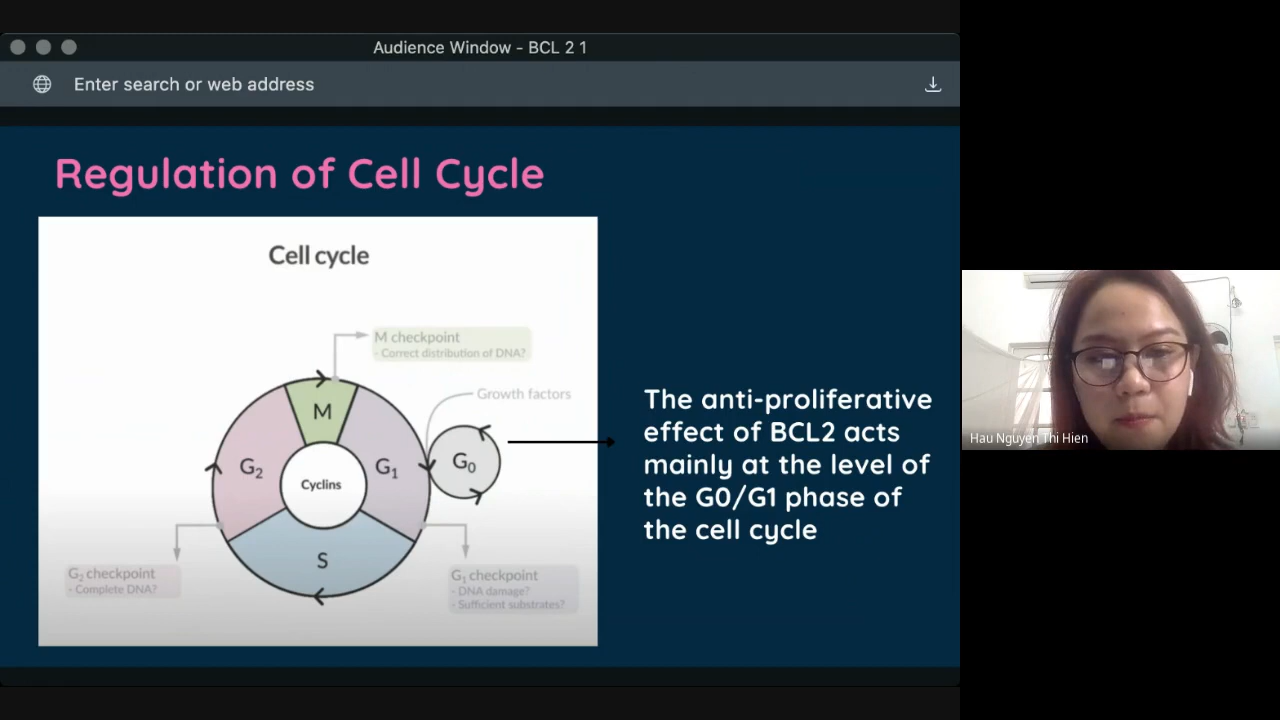 Audience Window - BCL 2 1
Enter search or web address
Regulation of Cell Cycle
Cell cycle
M checkpoint
- Correct distribution of DNA?
Growth factors
M
G₂
G₁
G₀
Cyclins
S
G₂ checkpoint
- Complete DNA?
G₁ checkpoint
- DNA damage?
- Sufficient substrates?
The anti-proliferative
effect of BCL2 acts
mainly at the level of
the G0/G1 phase of
the cell cycle
Hau Nguyen Thi Hien